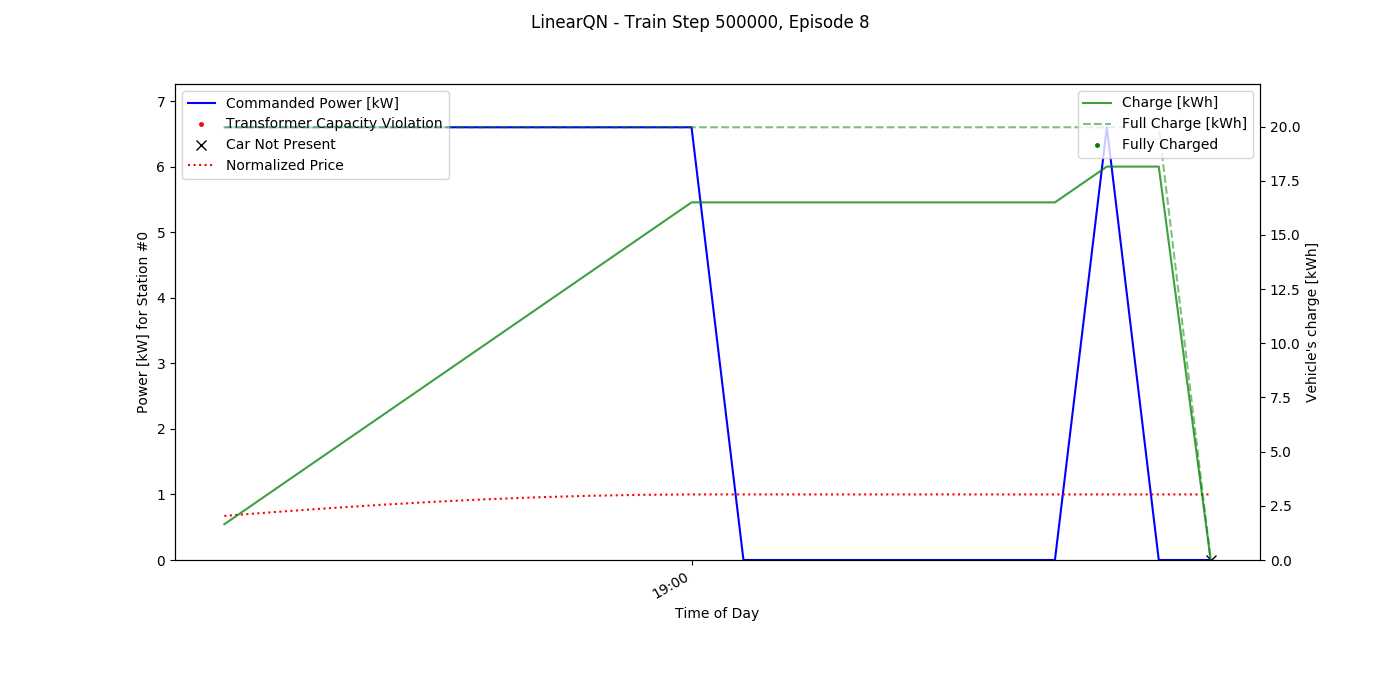 LinearQN - Train Step 500000, Episode 8
Commanded Power [kW]
Transformer Capacity Violation
Car Not Present
Normalized Price
Charge [kWh]
Full Charge [kWh]
Fully Charged
Power [kW] for Station #0
7
6
5
4
3
2
1
0
20.0
17.5
15.0
12.5
10.0
7.5
5.0
2.5
0.0
Vehicle's charge [kWh]
19:00
Time of Day